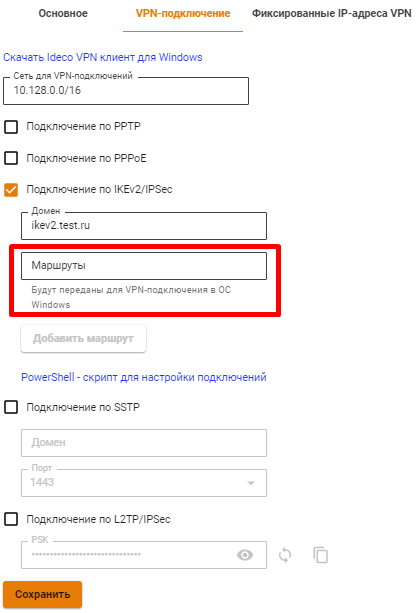 Основное VPN-подключение Фиксированные IP-адреса VPN
Скачать Ideco VPN клиент для Windows
Сеть для VPN-подключений
10.128.0.0/16
Подключение по PPTP
Подключение по PPPoE
Подключение по IKEv2/IPSec
Домен
ikev2.test.ru
Маршруты
Будут переданы для VPN-подключения в ОС
Windows
Добавить маршрут
PowerShell - скрипт для настройки подключений
Подключение по SSTP
Домен
Порт
1443
Подключение по L2TP/IPSec
PSK
••••••••••••••••••••••••••••••
Сохранить